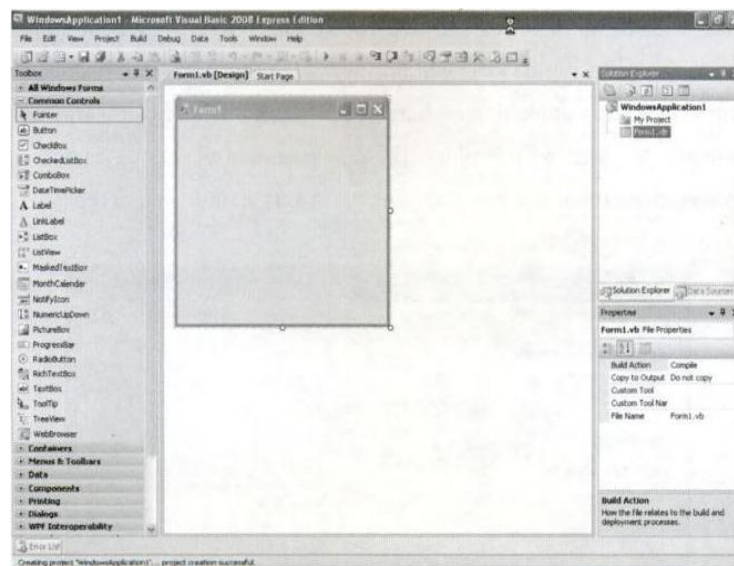 WindowsApplication1 - Microsoft Visual Basic 2008 Express Edition
File Edit View Project Build Debug Data Tools Window Help
Toolbox
All Windows Forms
Common Controls
Pointer
Button
CheckBox
CheckedListBox
ComboBox
DateTimePicker
A Label
A LinkLabel
ListBox
ListView
MaskedTextBox
MonthCalendar
NotifyIcon
NumericUpDown
PictureBox
ProgressBar
RadioButton
RichTextBox
TextBox
ToolTip
TreeView
WebBrowser
Containers
Menus & Toolbars
Data
Components
Printing
Dialogs
WPF Interoperability
Error List
Form1.vb [Design] Start Page
Form1
Solution Explorer
WindowsApplication1
My Project
Form1.vb
Solution Explorer Data Sources
Properties
Form1.vb File Properties
Build Action Compile
Copy to Output Do not copy
Custom Tool
Custom Tool Nar
File Name Form1.vb
Build Action
How the file relates to the build and
deployment processes.
Creating project "WindowsApplication1"... project creation successful.